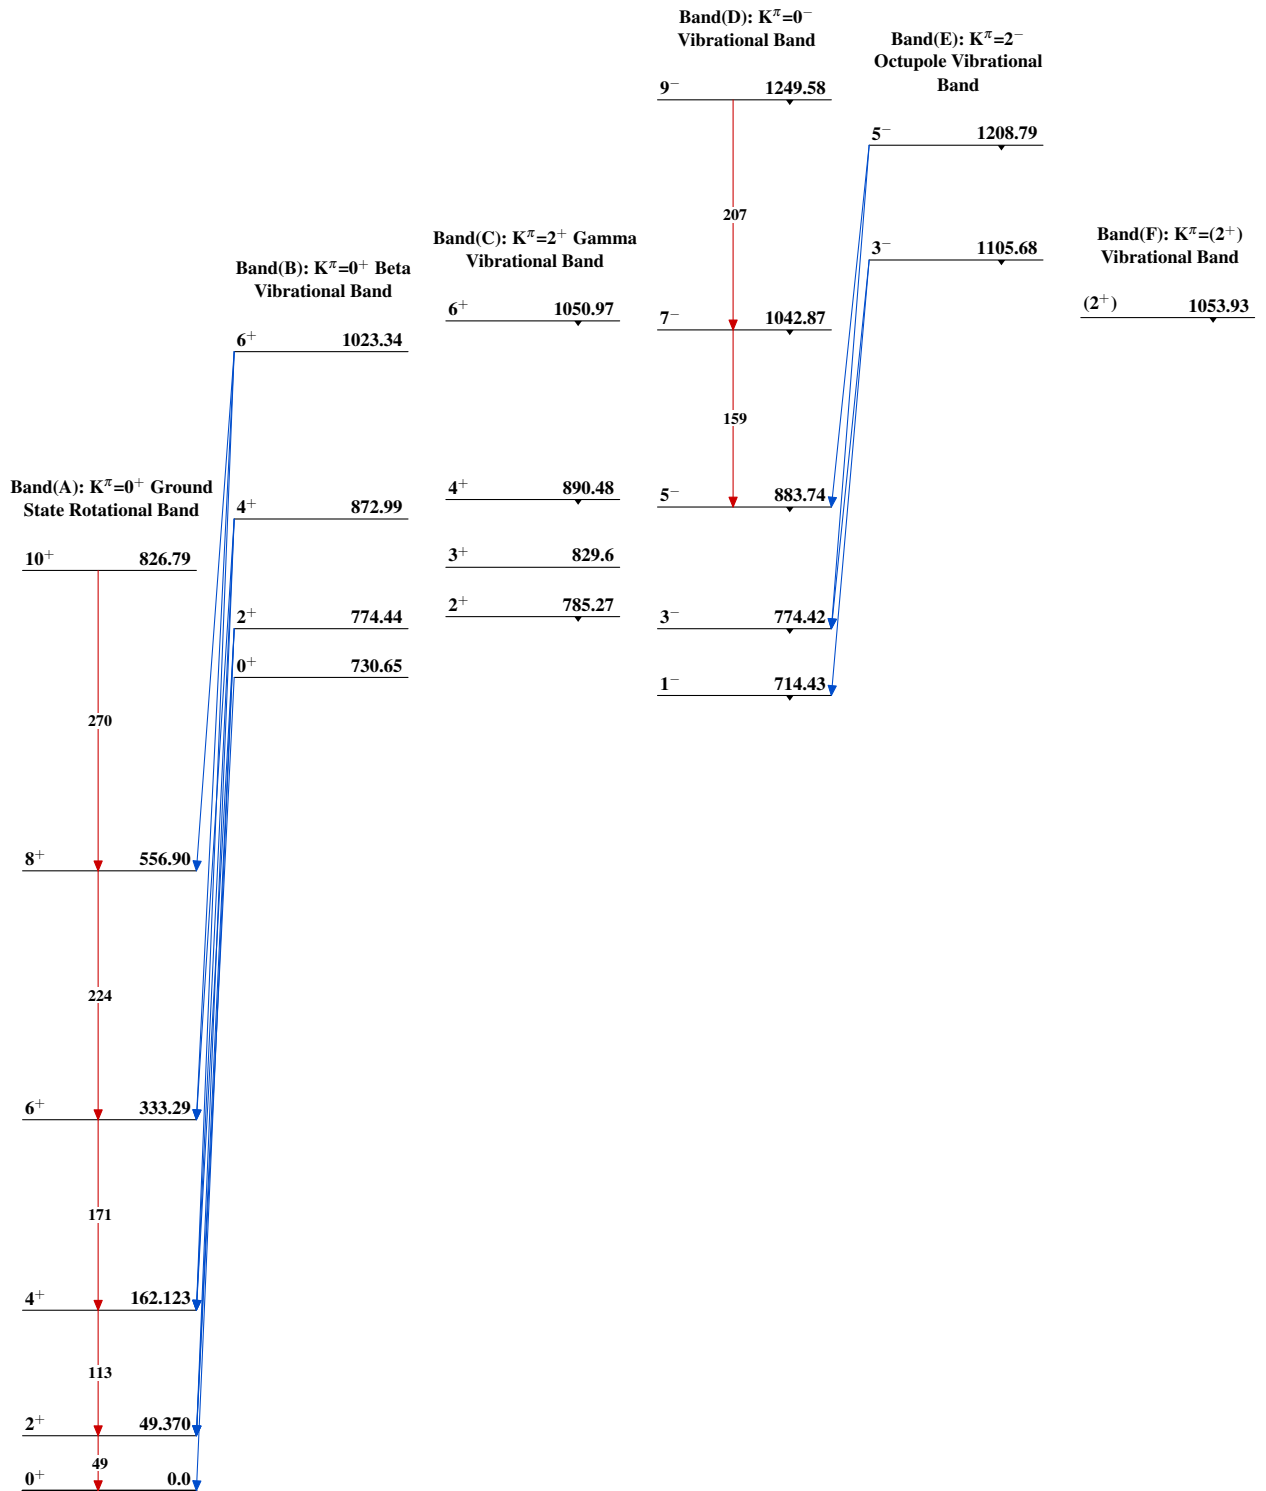 Band(A): K^π=0⁺ Ground
State Rotational Band
10⁺ 826.79
270
8⁺ 556.90
224
6⁺ 333.29
171
4⁺ 162.123
113
2⁺ 49.370
49
0⁺ 0.0
Band(B): K^π=0⁺ Beta
Vibrational Band
6⁺ 1023.34
4⁺ 872.99
2⁺ 774.44
0⁺ 730.65
Band(C): K^π=2⁺ Gamma
Vibrational Band
6⁺ 1050.97
4⁺ 890.48
3⁺ 829.6
2⁺ 785.27
Band(D): K^π=0⁻
Vibrational Band
9⁻ 1249.58
207
7⁻ 1042.87
159
5⁻ 883.74
3⁻ 774.42
1⁻ 714.43
Band(E): K^π=2⁻
Octupole Vibrational
Band
5⁻ 1208.79
3⁻ 1105.68
Band(F): K^π=(2⁺)
Vibrational Band
(2⁺) 1053.93